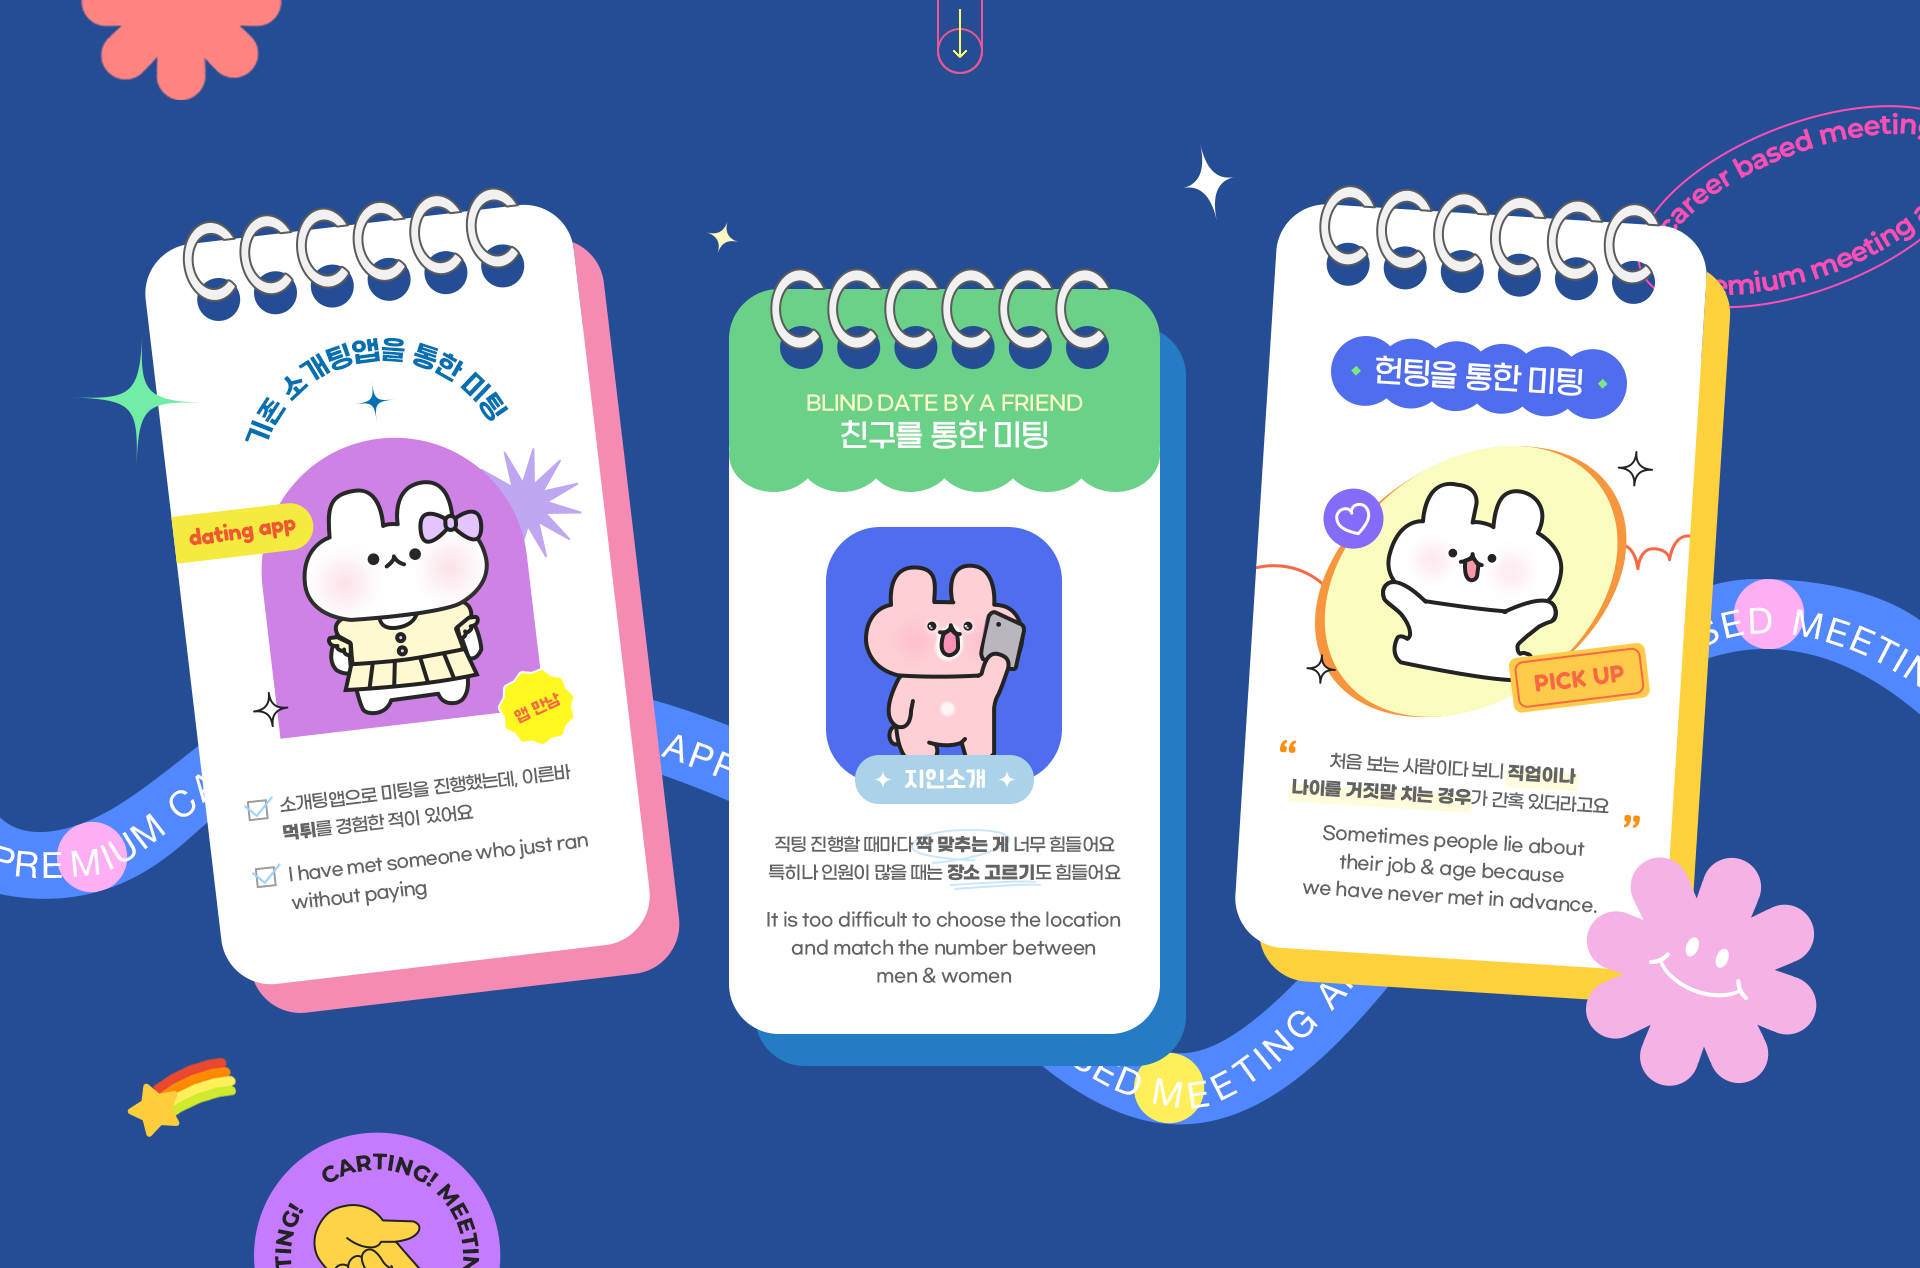 career based meeting
emium meeting
기존 소개팅앱을 통한 미팅
dating app
앱 만남
소개팅앱으로 미팅을 진행했는데, 이른바
먹튀를 경험한 적이 있어요
I have met someone who just ran
without paying
BLIND DATE BY A FRIEND
친구를 통한 미팅
지인소개
직팅 진행할 때마다 짝 맞추는 게 너무 힘들어요
특히나 인원이 많을 때는 장소 고르기도 힘들어요
It is too difficult to choose the location
and match the number between
men & women
헌팅을 통한 미팅
PICK UP
“
처음 보는 사람이다 보니 직업이나
나이를 거짓말 치는 경우가 간혹 있더라고요
”
Sometimes people lie about
their job & age because
we have never met in advance.
PREMIUM CA
APP
SED MEETING A
SED MEETIN
TING! CARTING! MEETIN